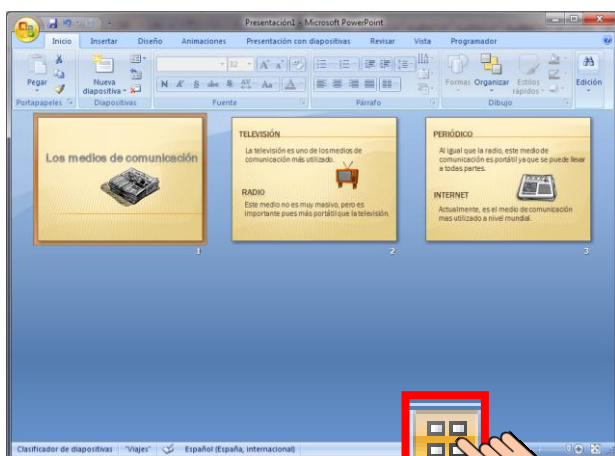 Presentación1 - Microsoft PowerPoint
Inicio Insertar Diseño Animaciones Presentación con diapositivas Revisar Vista Programador
Pegar
Nueva diapositiva
32
N K S abc S AV Aa A
Formas Organizar Estilos rápidos
Edición
Portapapeles Diapositivas Fuente Párrafo Dibujo
Los medios de comunicación
1
TELEVISIÓN
La televisión es uno de los medios de
comunicación más utilizado.
RADIO
Este medio no es muy masivo, pero es
importante pues más portátil que la televisión.
2
PERIÓDICO
Al igual que la radio, este medio de
comunicación es portátil ya que se puede llevar
a todas partes.
INTERNET
Actualmente, es el medio de comunicación
mas utilizado a nivel mundial.
3
Clasificador de diapositivas "Viajes" Español (España, internacional)